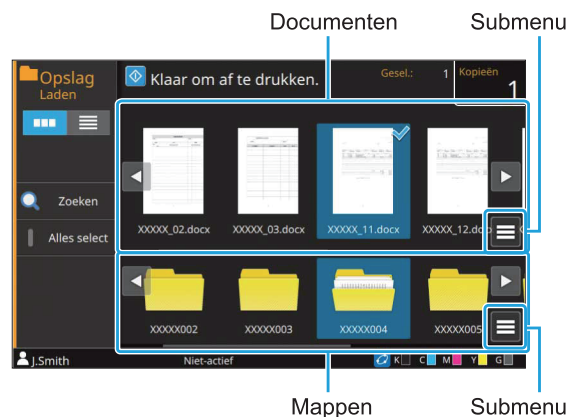 Documenten Submenu
Opslag
Laden
Klaar om af te drukken.
Gesel.: 1
Kopieën
1
Zoeken
Alles select
XXXXX_02.docx XXXXX_03.docx XXXXX_11.docx XXXXX_12.do
XXXXX002 XXXXX003 XXXXX004 XXXXX005
J.Smith Niet-actief K C M Y G
Mappen Submenu